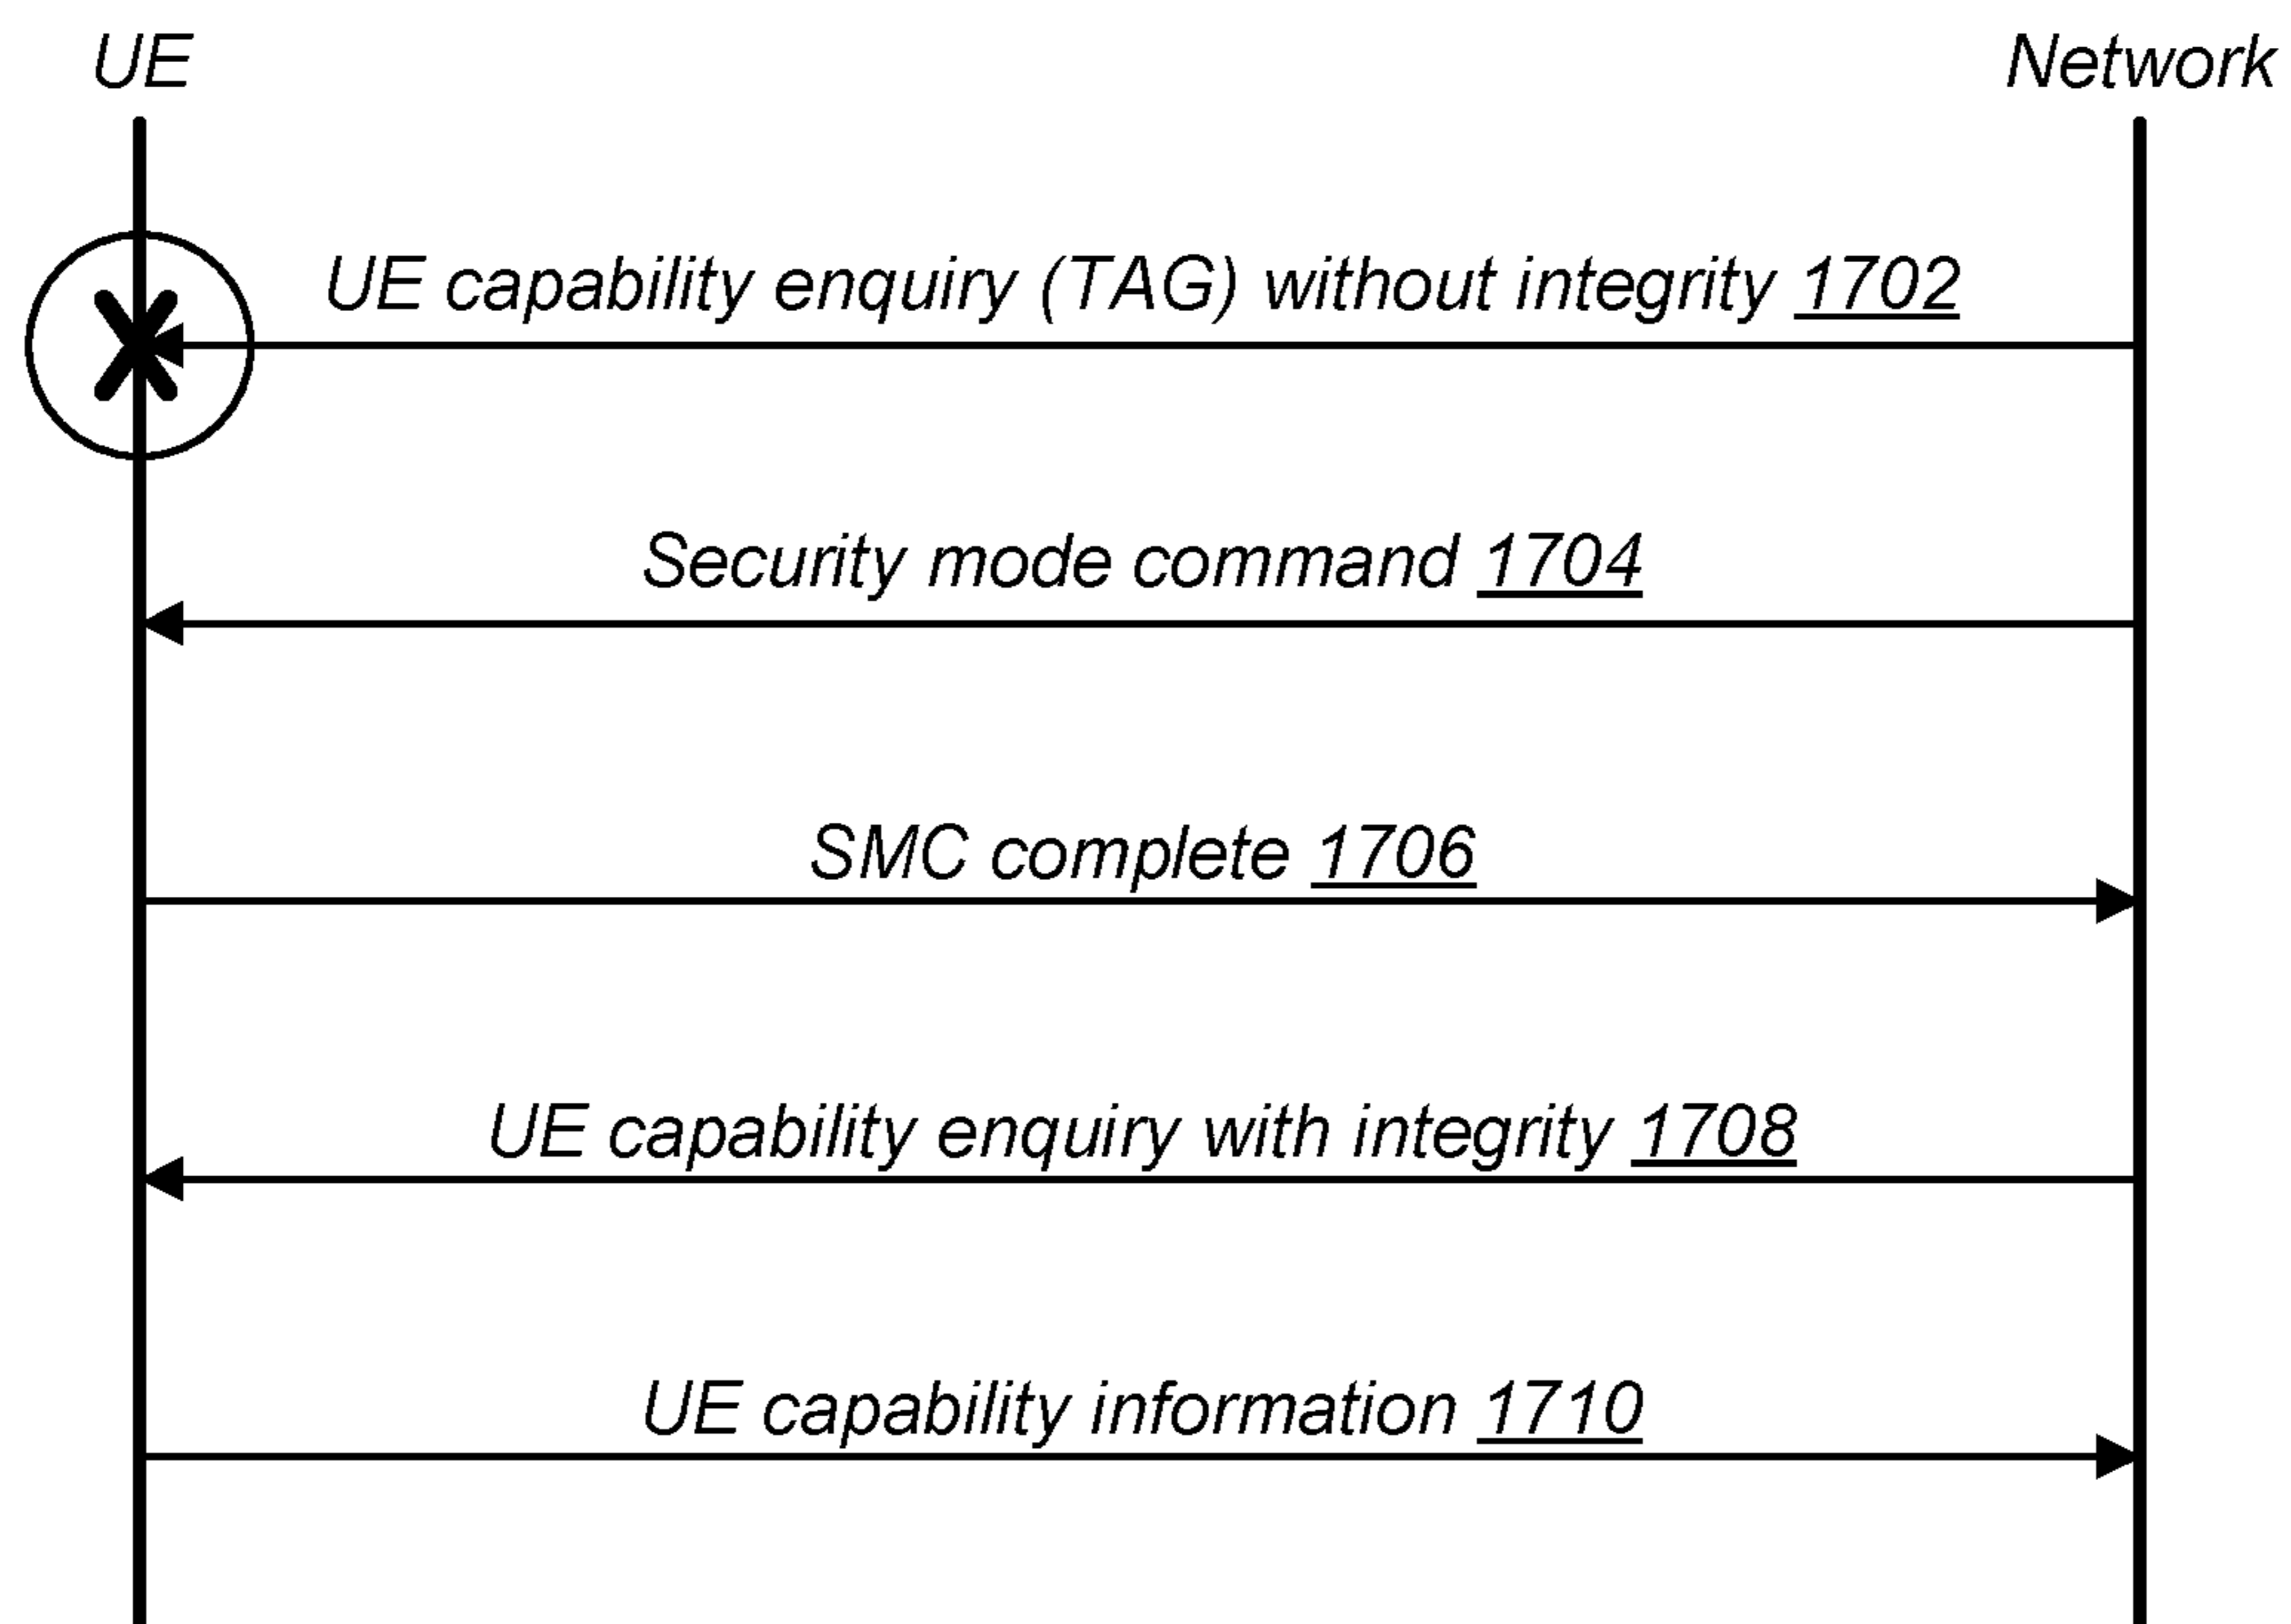 UE
Network
UE capability enquiry (TAG) without integrity 1702
Security mode command 1704
SMC complete 1706
UE capability enquiry with integrity 1708
UE capability information 1710